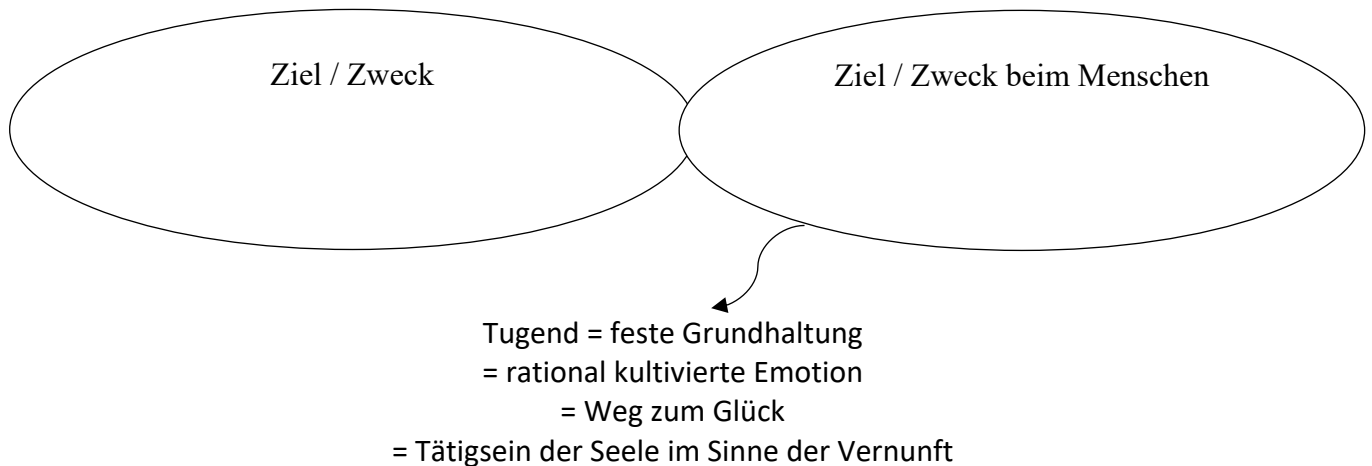 Ziel / Zweck
Ziel / Zweck beim Menschen
Tugend = feste Grundhaltung
= rational kultivierte Emotion
= Weg zum Glück
= Tätigsein der Seele im Sinne der Vernunft